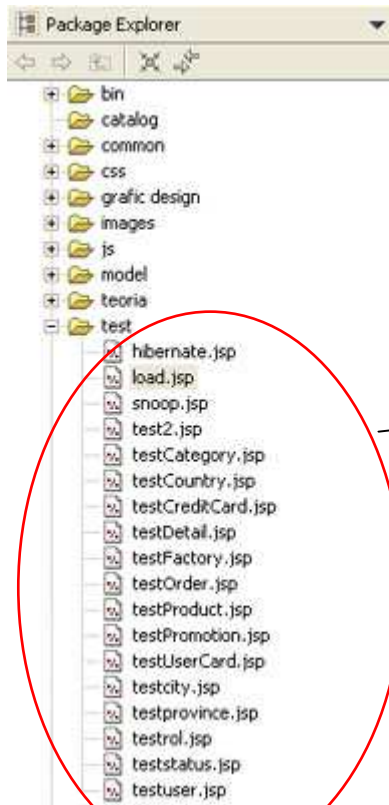 Package Explorer
bin
catalog
common
css
grafic design
images
js
model
teoria
test
hibernate.jsp
load.jsp
snoop.jsp
test2.jsp
testCategory.jsp
testCountry.jsp
testCreditCard.jsp
testDetail.jsp
testFactory.jsp
testOrder.jsp
testProduct.jsp
testPromotion.jsp
testUserCard.jsp
testcity.jsp
testprovince.jsp
testrol.jsp
teststatus.jsp
testuser.jsp